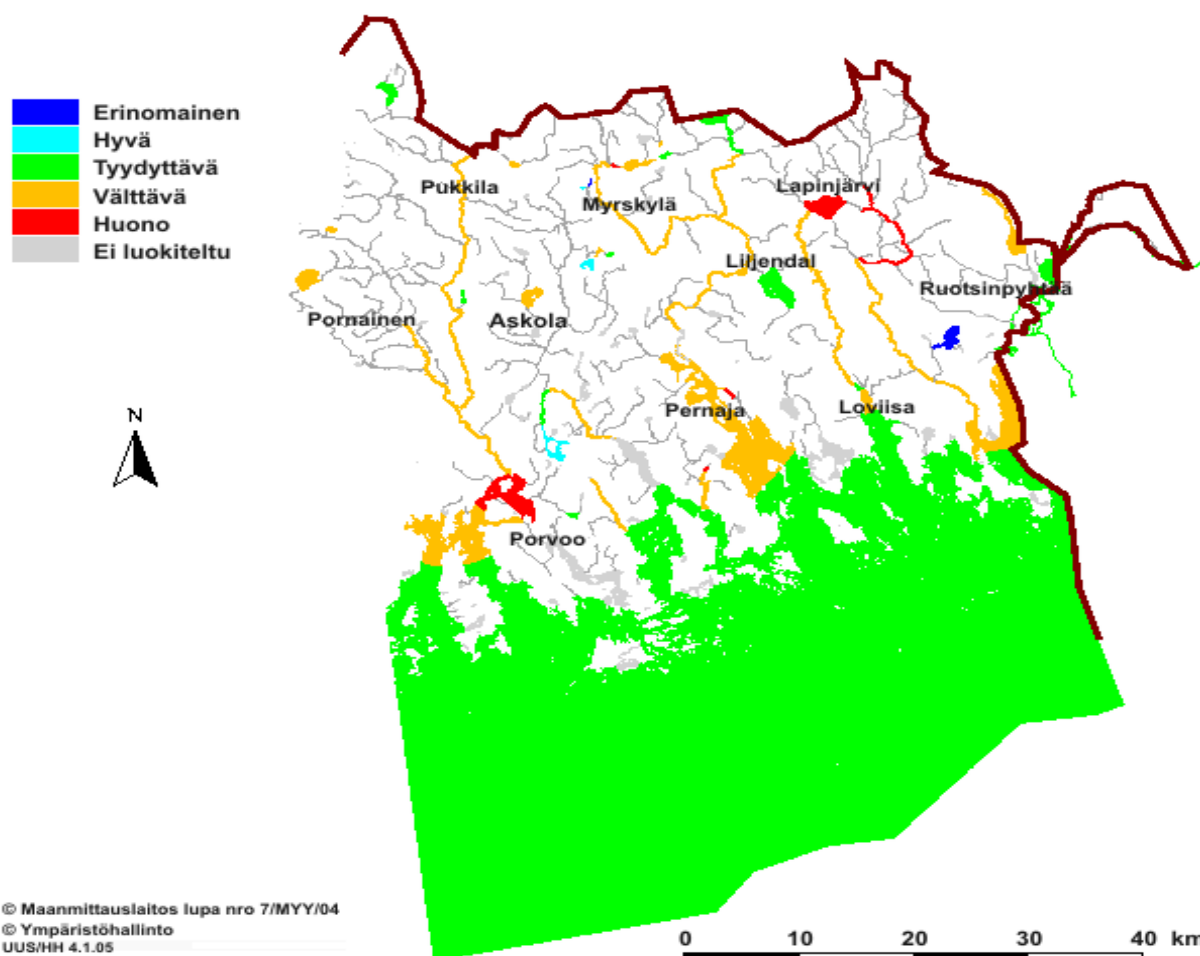 Erinomainen
Hyvä
Tyydyttävä
Välttävä
Huono
Ei luokiteltu
Pukkila
Myrskylä
Lapinjärvi
Liljendal
Ruotsinpyhtää
Pornainen
Askola
N
Pernaja
Loviisa
Porvoo
© Maanmittauslaitos lupa nro 7/MYY/04
© Ympäristöhallinto
UUS/HH 4.1.05
0 10 20 30 40 km